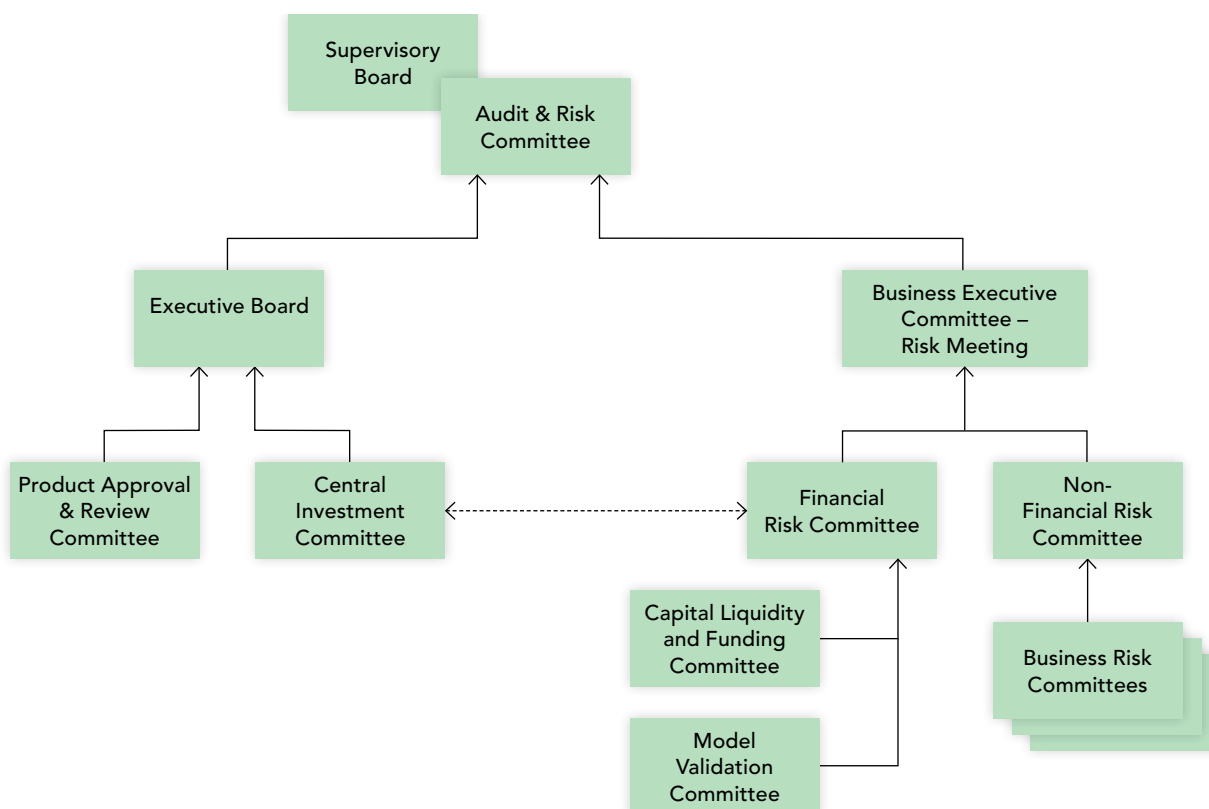 Supervisory
Board
Audit & Risk
Committee
Executive Board
Business Executive
Committee –
Risk Meeting
Product Approval
& Review
Committee
Central
Investment
Committee
Financial
Risk Committee
Non-
Financial Risk
Committee
Capital Liquidity
and Funding
Committee
Business Risk
Committees
Model
Validation
Committee